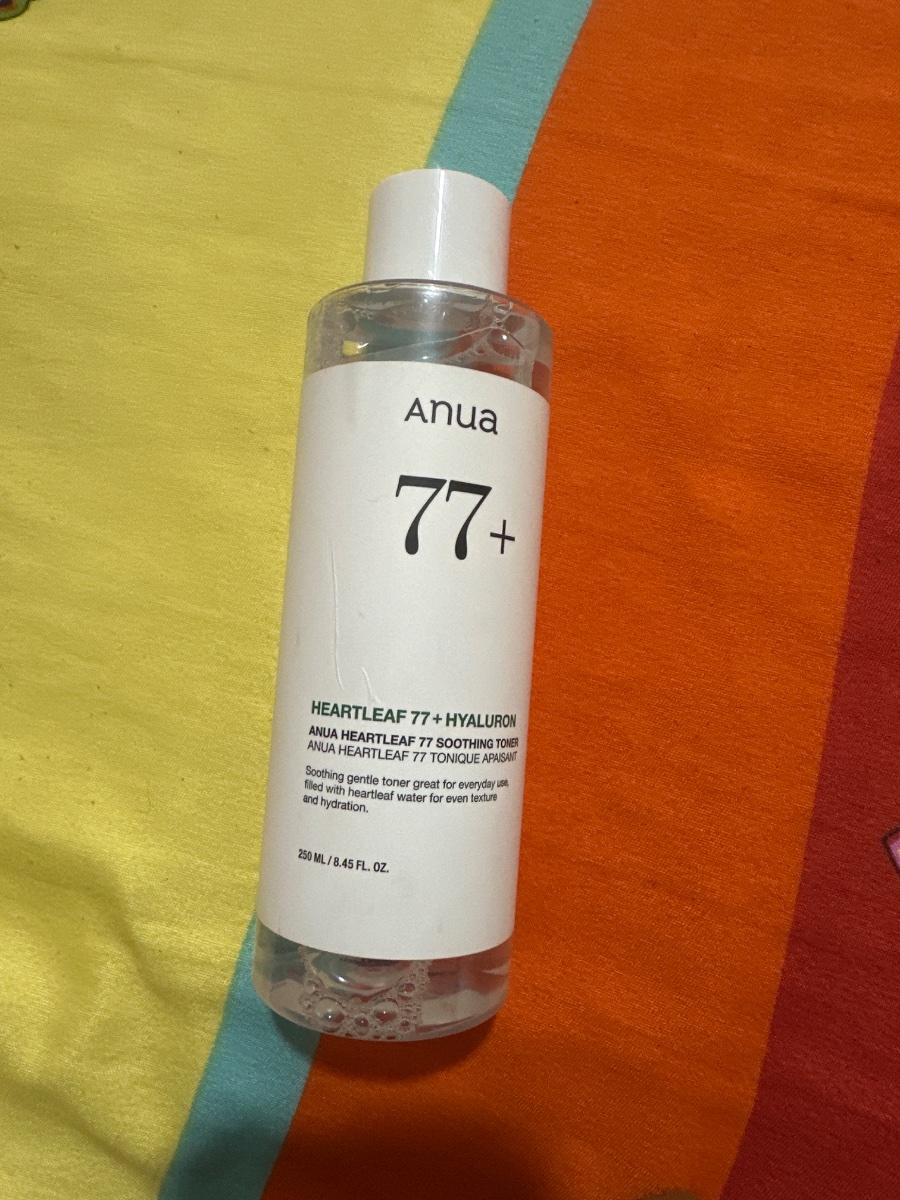 Anua
77+
HEARTLEAF 77+HYALURON
ANUA HEARTLEAF 77 SOOTHING TONER
ANUA HEARTLEAF 77 TONIQUE APAISANT
Soothing gentle toner great for everyday use,
filled with heartleaf water for even texture
and hydration.
250 ML / 8.45 FL. OZ.